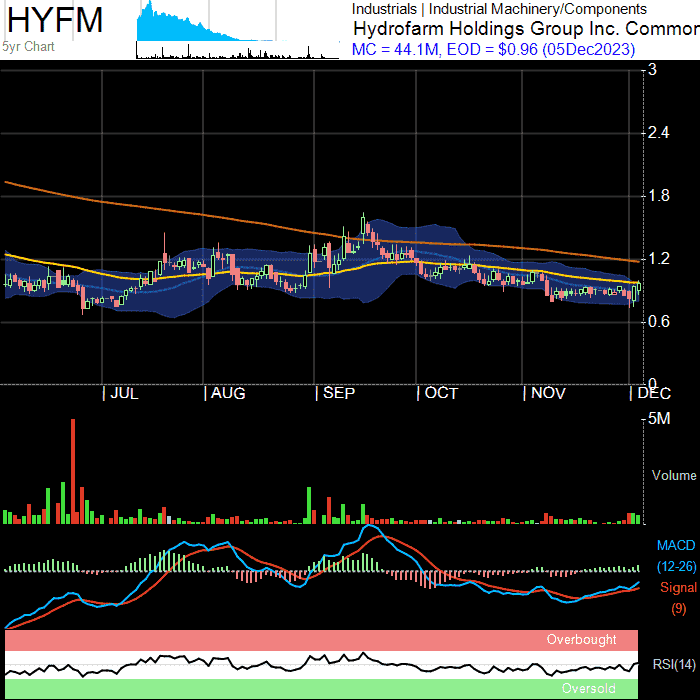 HYFM
5yr Chart
Industrials | Industrial Machinery/Components
Hydrofarm Holdings Group Inc. Common
MC = 44.1M, EOD = $0.96 (05Dec2023)
3
2.4
1.8
1.2
0.6
0
| JUL | AUG | SEP | OCT | NOV | DEC
5M
Volume
MACD
(12-26)
Signal
(9)
Overbought
RSI(14)
Oversold